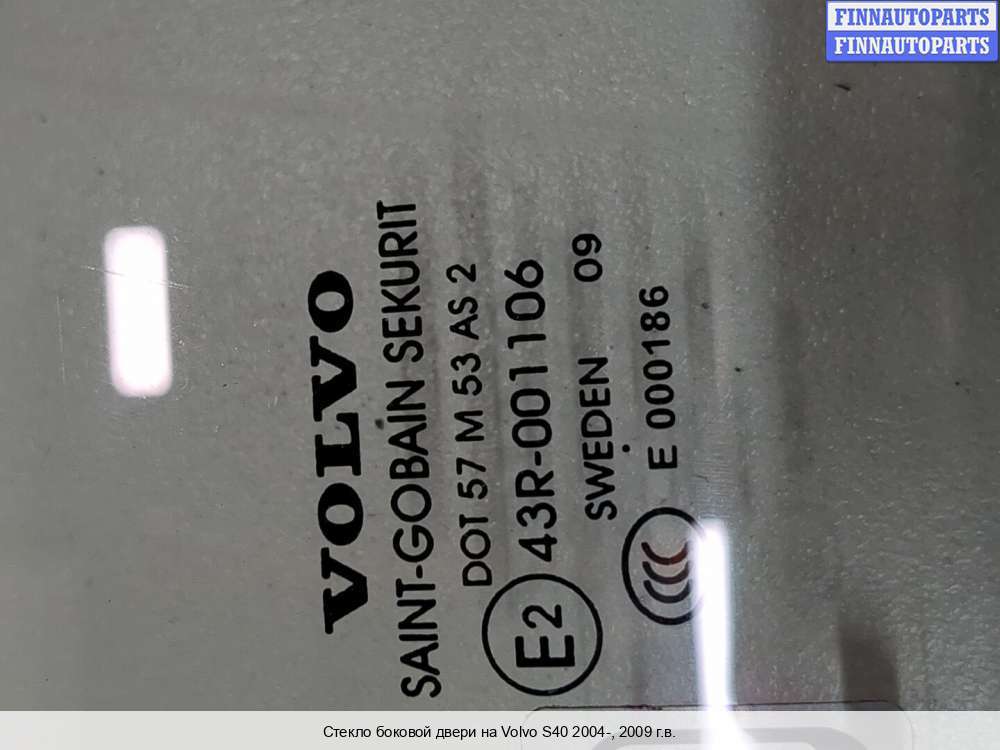 FINNAUTOPARTS
FINNAUTOPARTS
VOLVO
SAINT-GOBAIN SEKURIT
DOT 57 M 53 AS 2
E2 43R-001106
SWEDEN 09
CCC E 000186
Стекло боковой двери на Volvo S40 2004-, 2009 г.в.